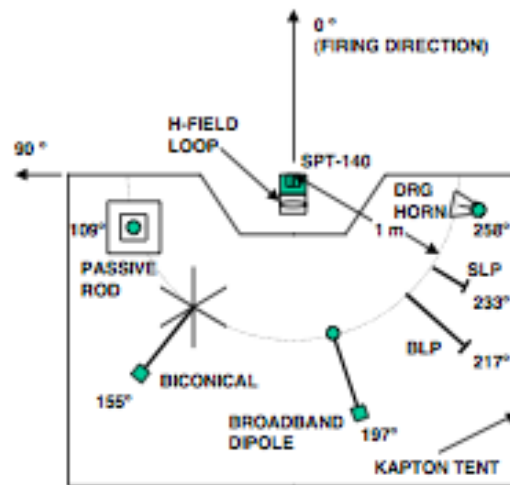 0 °
(FIRING DIRECTION)
H-FIELD
LOOP
SPT-140
90 °
DRG
HORN
109°
1 m
258°
PASSIVE
ROD
SLP
233°
BLP
217°
BICONICAL
155°
BROADBAND
DIPOLE
197°
KAPTON TENT